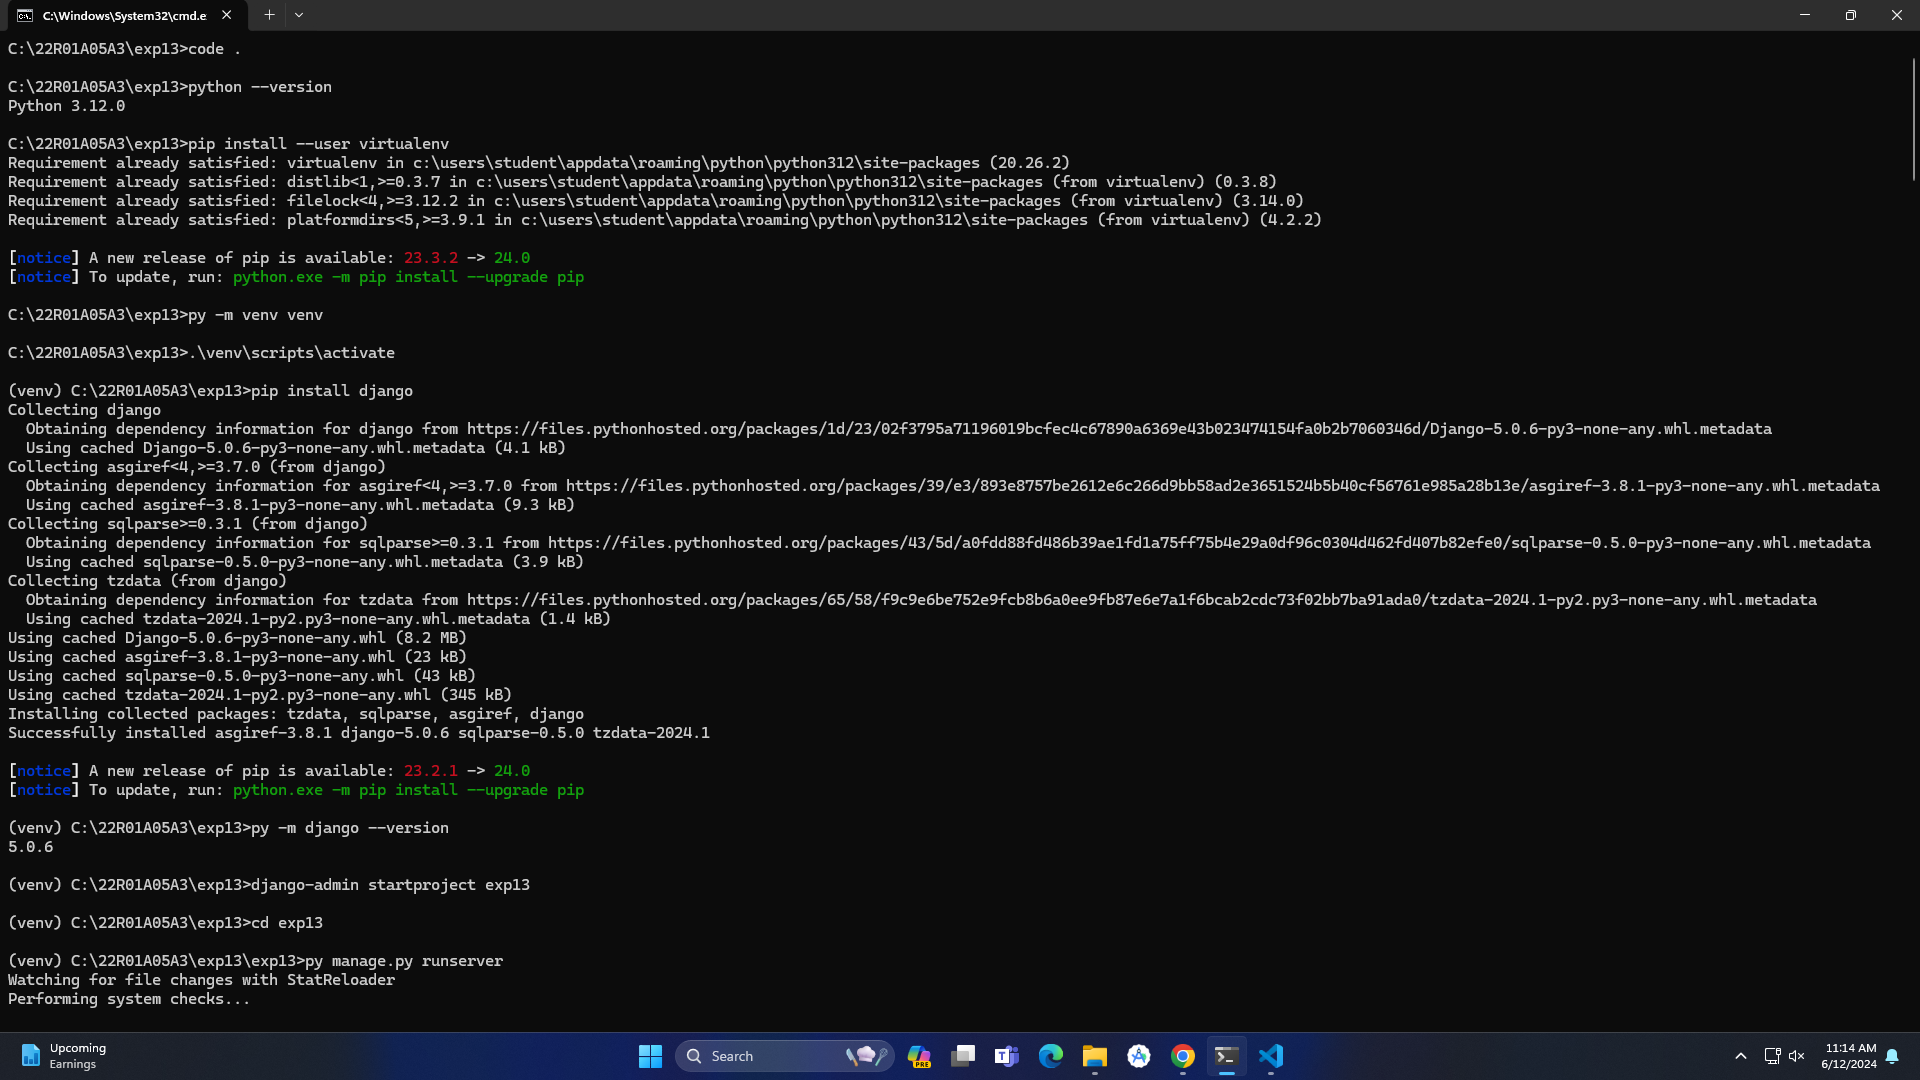 C:\Windows\System32\cmd.e
C:\22R01A05A3\exp13>code .
C:\22R01A05A3\exp13>python --version
Python 3.12.0
C:\22R01A05A3\exp13>pip install --user virtualenv
Requirement already satisfied: virtualenv in c:\users\student\appdata\roaming\python\python312\site-packages (20.26.2)
Requirement already satisfied: distlib<1,>=0.3.7 in c:\users\student\appdata\roaming\python\python312\site-packages (from virtualenv) (0.3.8)
Requirement already satisfied: filelock<4,>=3.12.2 in c:\users\student\appdata\roaming\python\python312\site-packages (from virtualenv) (3.14.0)
Requirement already satisfied: platformdirs<5,>=3.9.1 in c:\users\student\appdata\roaming\python\python312\site-packages (from virtualenv) (4.2.2)
[notice] A new release of pip is available: 23.3.2 -> 24.0
[notice] To update, run: python.exe -m pip install --upgrade pip
C:\22R01A05A3\exp13>py -m venv venv
C:\22R01A05A3\exp13>.\venv\scripts\activate
(venv) C:\22R01A05A3\exp13>pip install django
Collecting django
Obtaining dependency information for django from https://files.pythonhosted.org/packages/1d/23/02f3795a71196019bcfec4c67890a6369e43b023474154fa0b2b7060346d/Django-5.0.6-py3-none-any.whl.metadata
Using cached Django-5.0.6-py3-none-any.whl.metadata (4.1 kB)
Collecting asgiref<4,>=3.7.0 (from django)
Obtaining dependency information for asgiref<4,>=3.7.0 from https://files.pythonhosted.org/packages/39/e3/893e8757be2612e6c266d9bb58ad2e3651524b5b40cf56761e985a28b13e/asgiref-3.8.1-py3-none-any.whl.metadata
Using cached asgiref-3.8.1-py3-none-any.whl.metadata (9.3 kB)
Collecting sqlparse>=0.3.1 (from django)
Obtaining dependency information for sqlparse>=0.3.1 from https://files.pythonhosted.org/packages/43/5d/a0fdd88fd486b39ae1fd1a75ff75b4e29a0df96c0304d462fd407b82efe0/sqlparse-0.5.0-py3-none-any.whl.metadata
Using cached sqlparse-0.5.0-py3-none-any.whl.metadata (3.9 kB)
Collecting tzdata (from django)
Obtaining dependency information for tzdata from https://files.pythonhosted.org/packages/65/58/f9c9e6be752e9fcb8b6a0ee9fb87e6e7a1f6bcab2cdc73f02bb7ba91ada0/tzdata-2024.1-py2.py3-none-any.whl.metadata
Using cached tzdata-2024.1-py2.py3-none-any.whl.metadata (1.4 kB)
Using cached Django-5.0.6-py3-none-any.whl (8.2 MB)
Using cached asgiref-3.8.1-py3-none-any.whl (23 kB)
Using cached sqlparse-0.5.0-py3-none-any.whl (43 kB)
Using cached tzdata-2024.1-py2.py3-none-any.whl (345 kB)
Installing collected packages: tzdata, sqlparse, asgiref, django
Successfully installed asgiref-3.8.1 django-5.0.6 sqlparse-0.5.0 tzdata-2024.1
[notice] A new release of pip is available: 23.2.1 -> 24.0
[notice] To update, run: python.exe -m pip install --upgrade pip
(venv) C:\22R01A05A3\exp13>py -m django --version
5.0.6
(venv) C:\22R01A05A3\exp13>django-admin startproject exp13
(venv) C:\22R01A05A3\exp13>cd exp13
(venv) C:\22R01A05A3\exp13\exp13>py manage.py runserver
Watching for file changes with StatReloader
Performing system checks...
Upcoming
Earnings
Search
PRE
11:14 AM
6/12/2024